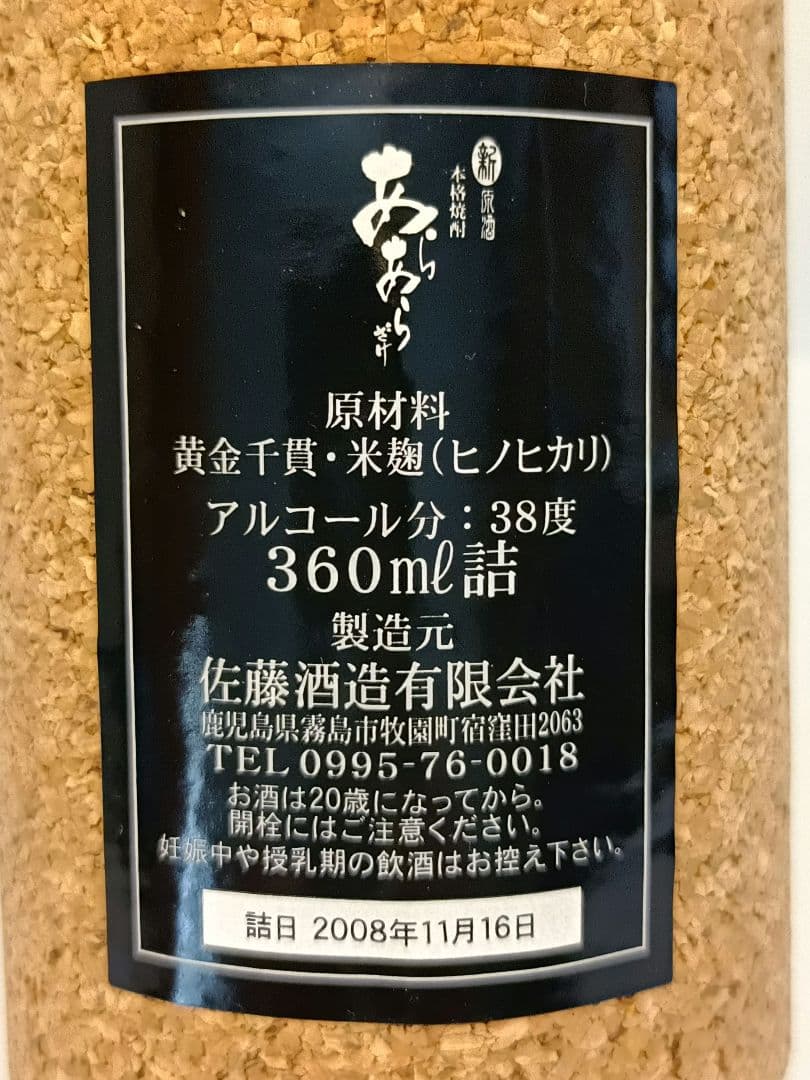 新原酒
本格焼酎
あらあらざけ
原材料
黄金千貫・米麹(ヒノヒカリ)
アルコール分：38度
360mℓ詰
製造元
佐藤酒造有限会社
鹿児島県霧島市牧園町宿窪田2063
TEL 0995-76-0018
お酒は20歳になってから。
開栓にはご注意ください。
妊娠中や授乳期の飲酒はお控え下さい。
詰日 2008年11月16日